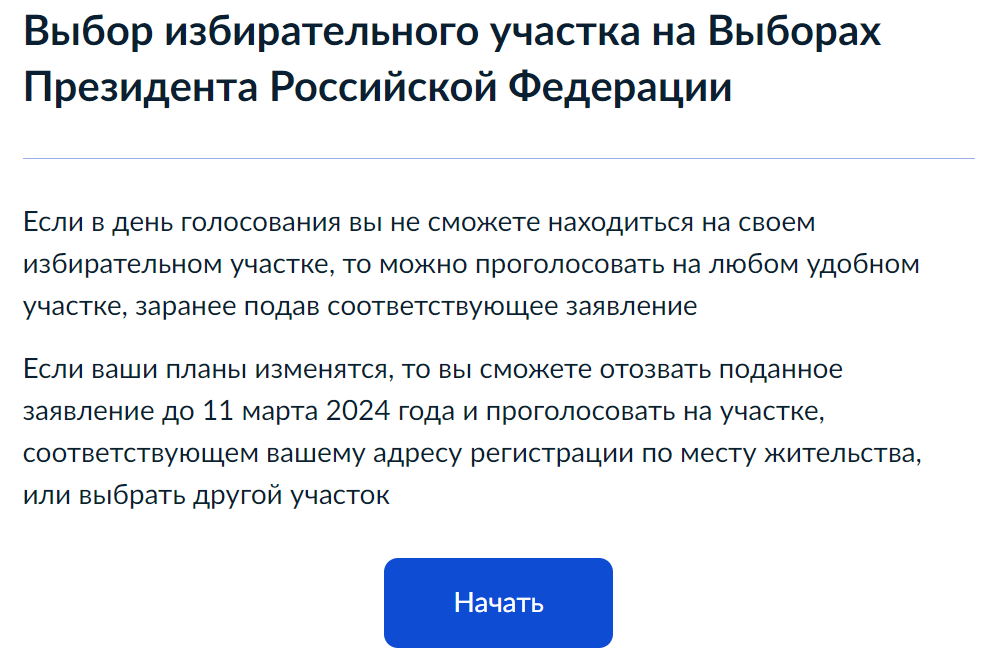 Выбор избирательного участка на Выборах
Президента Российской Федерации
Если в день голосования вы не сможете находиться на своем
избирательном участке, то можно проголосовать на любом удобном
участке, заранее подав соответствующее заявление
Если ваши планы изменятся, то вы сможете отозвать поданное
заявление до 11 марта 2024 года и проголосовать на участке,
соответствующем вашему адресу регистрации по месту жительства,
или выбрать другой участок
Начать